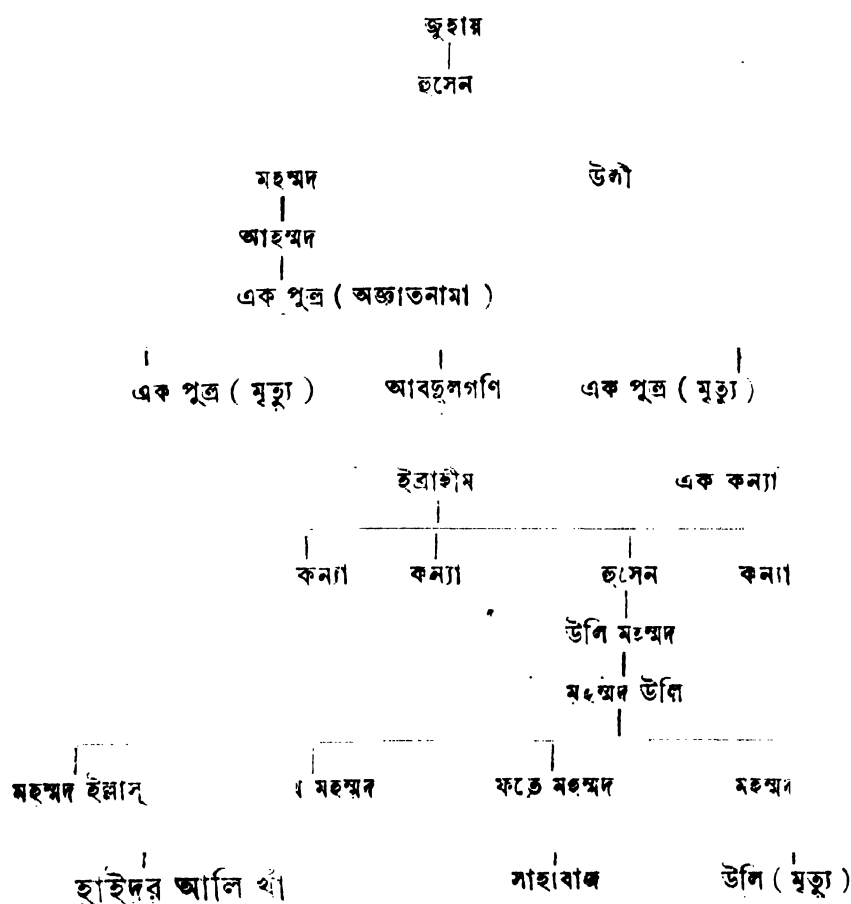 জুহায়
হুসেন
মহম্মদ উলী
আহম্মদ
এক পুত্র ( অজ্ঞাতনামা )
এক পুত্র ( মৃত্যু ) আবদুলগণি এক পুত্র ( মৃত্যু )
ইব্রাহীম এক কন্যা
কন্যা কন্যা হুসেন কন্যা
উলি মহম্মদ
মহম্মদ উলি
মহম্মদ ইল্লাস্ মহম্মদ ফতে মহম্মদ মহম্মদ
হাইদর আলি খাঁ সাহাবাজ উলি ( মৃত্যু )